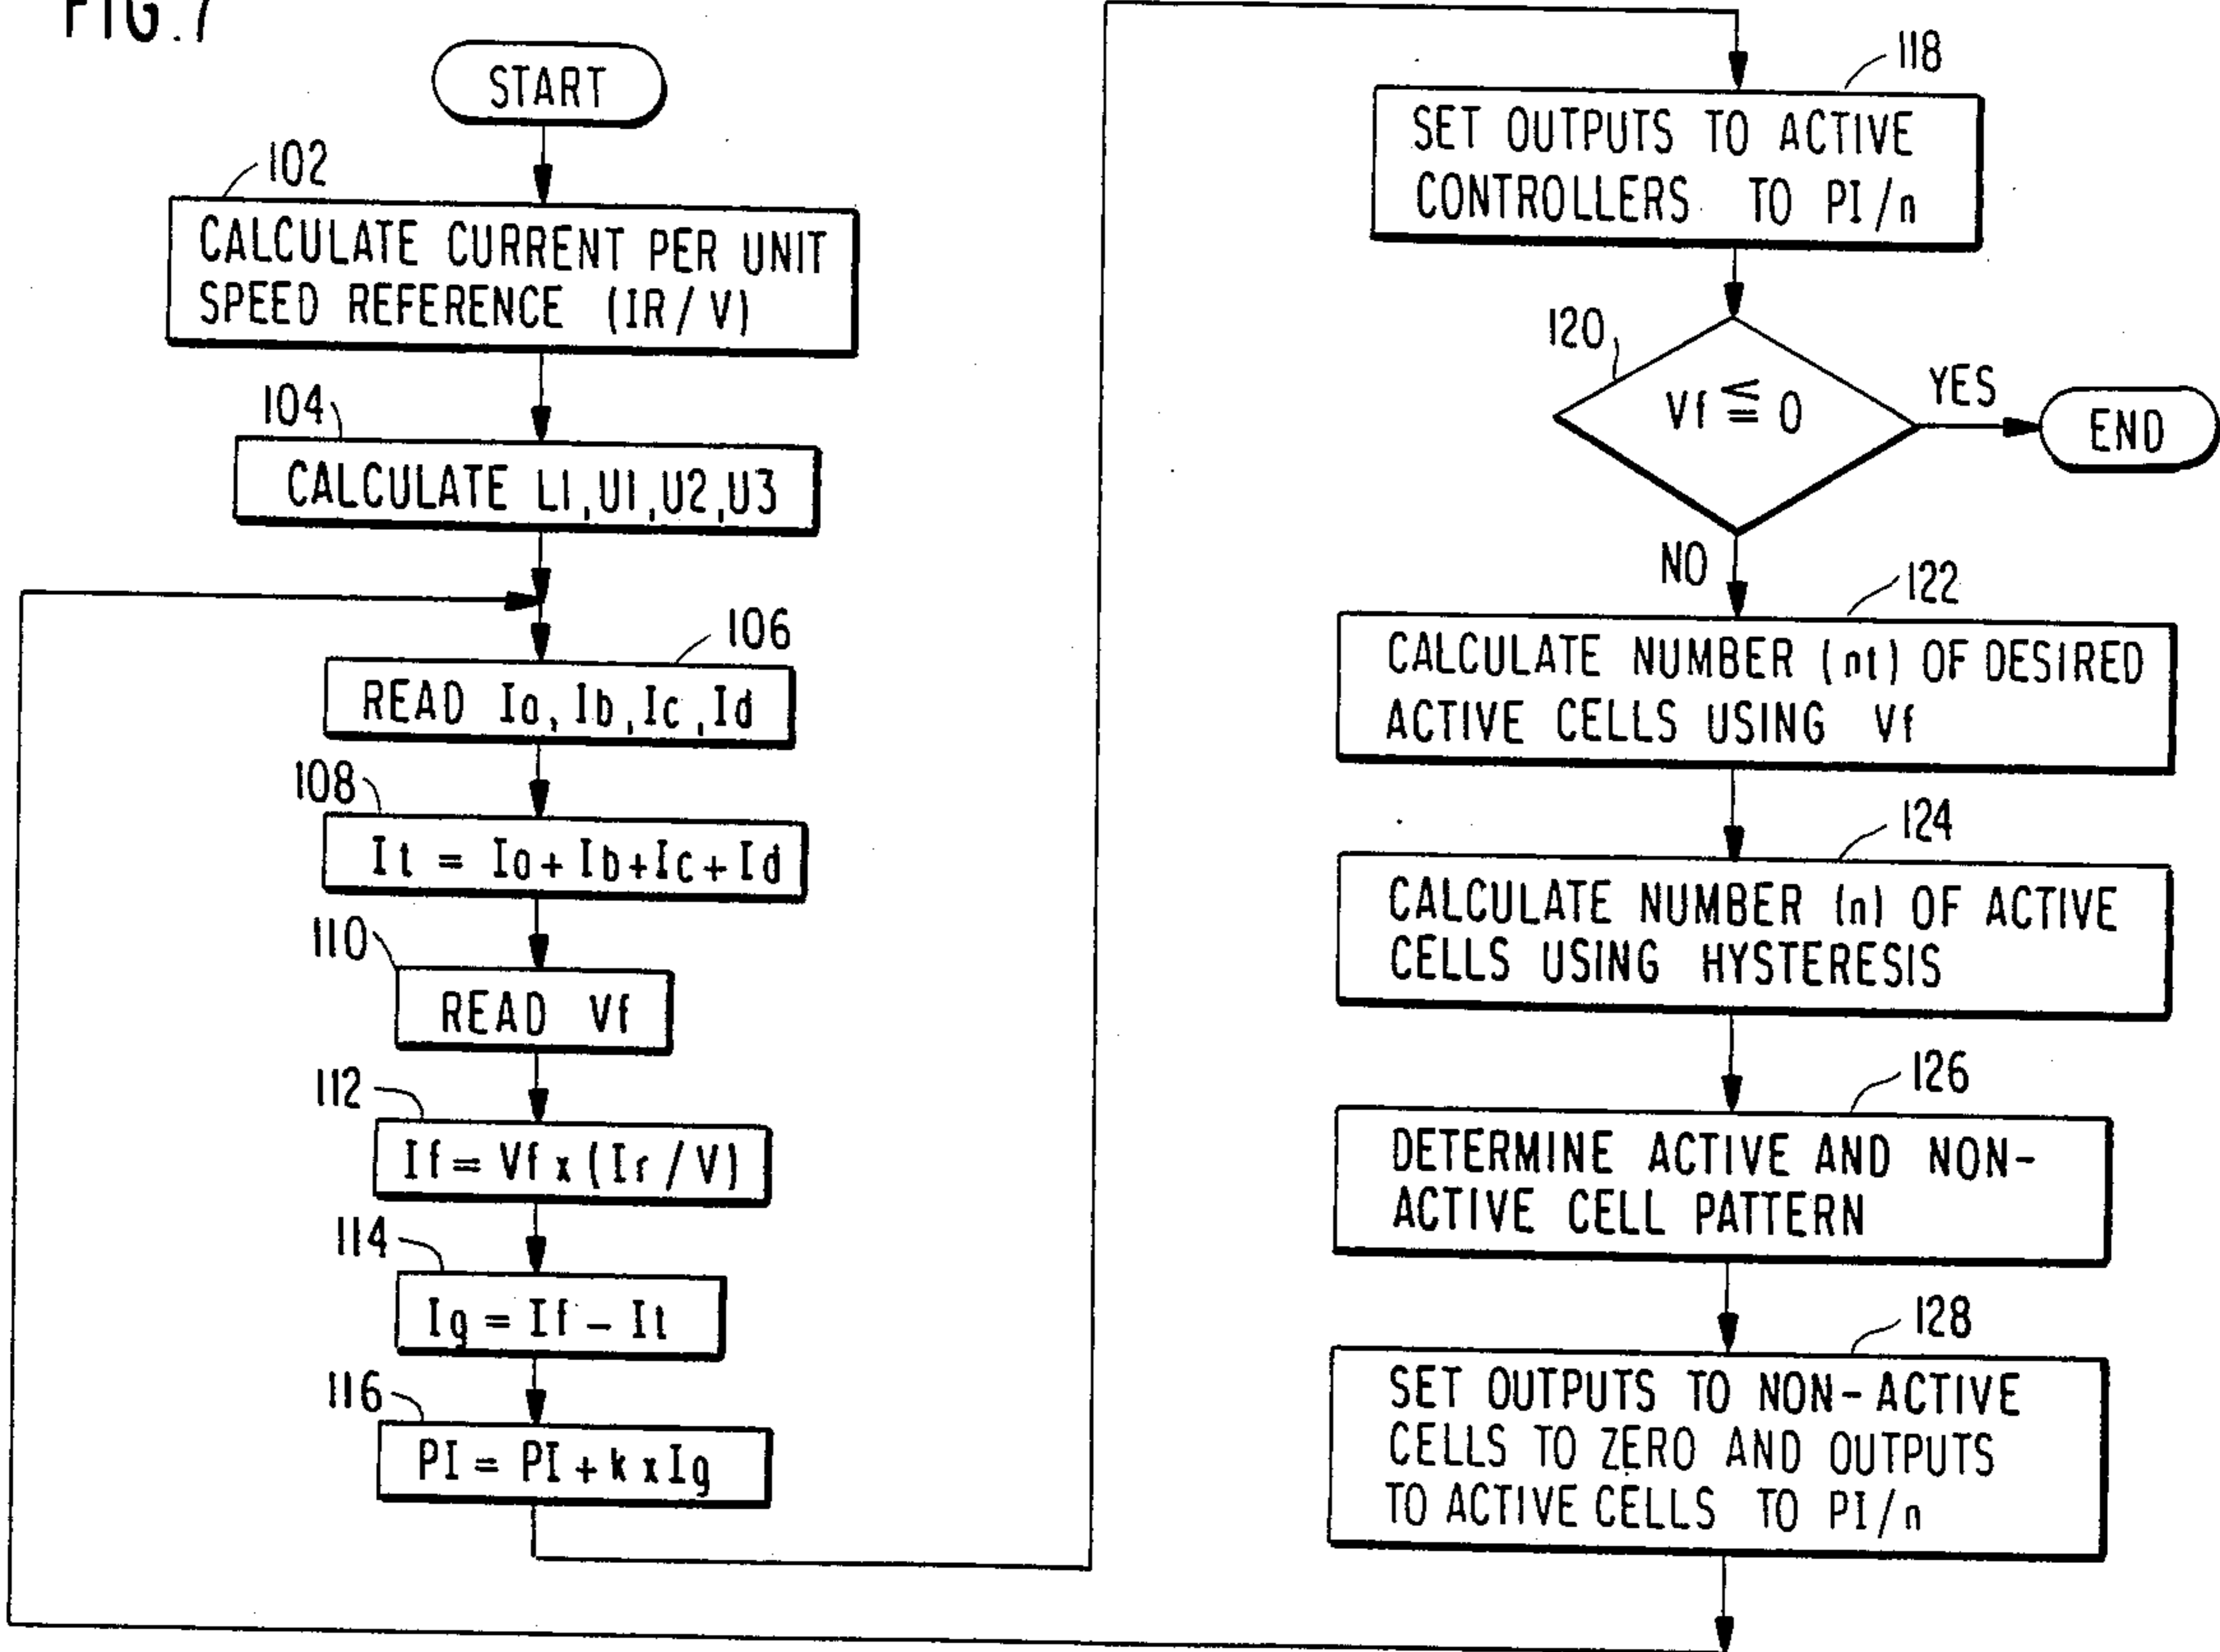 FIG.7
START
102
CALCULATE CURRENT PER UNIT
SPEED REFERENCE (IR / V)
104
CALCULATE L1,U1,U2,U3
106
READ Ia, Ib, Ic, Id
108
It = Ia + Ib + Ic + Id
110
READ Vf
112
If = Vf x (Ir / V)
114
Ig = If - It
116
PI = PI + k x Ig
118
SET OUTPUTS TO ACTIVE
CONTROLLERS TO PI/n
120
Vf ≦ 0
YES
END
NO
122
CALCULATE NUMBER (nt) OF DESIRED
ACTIVE CELLS USING Vf
124
CALCULATE NUMBER (n) OF ACTIVE
CELLS USING HYSTERESIS
126
DETERMINE ACTIVE AND NON-
ACTIVE CELL PATTERN
128
SET OUTPUTS TO NON-ACTIVE
CELLS TO ZERO AND OUTPUTS
TO ACTIVE CELLS TO PI/n